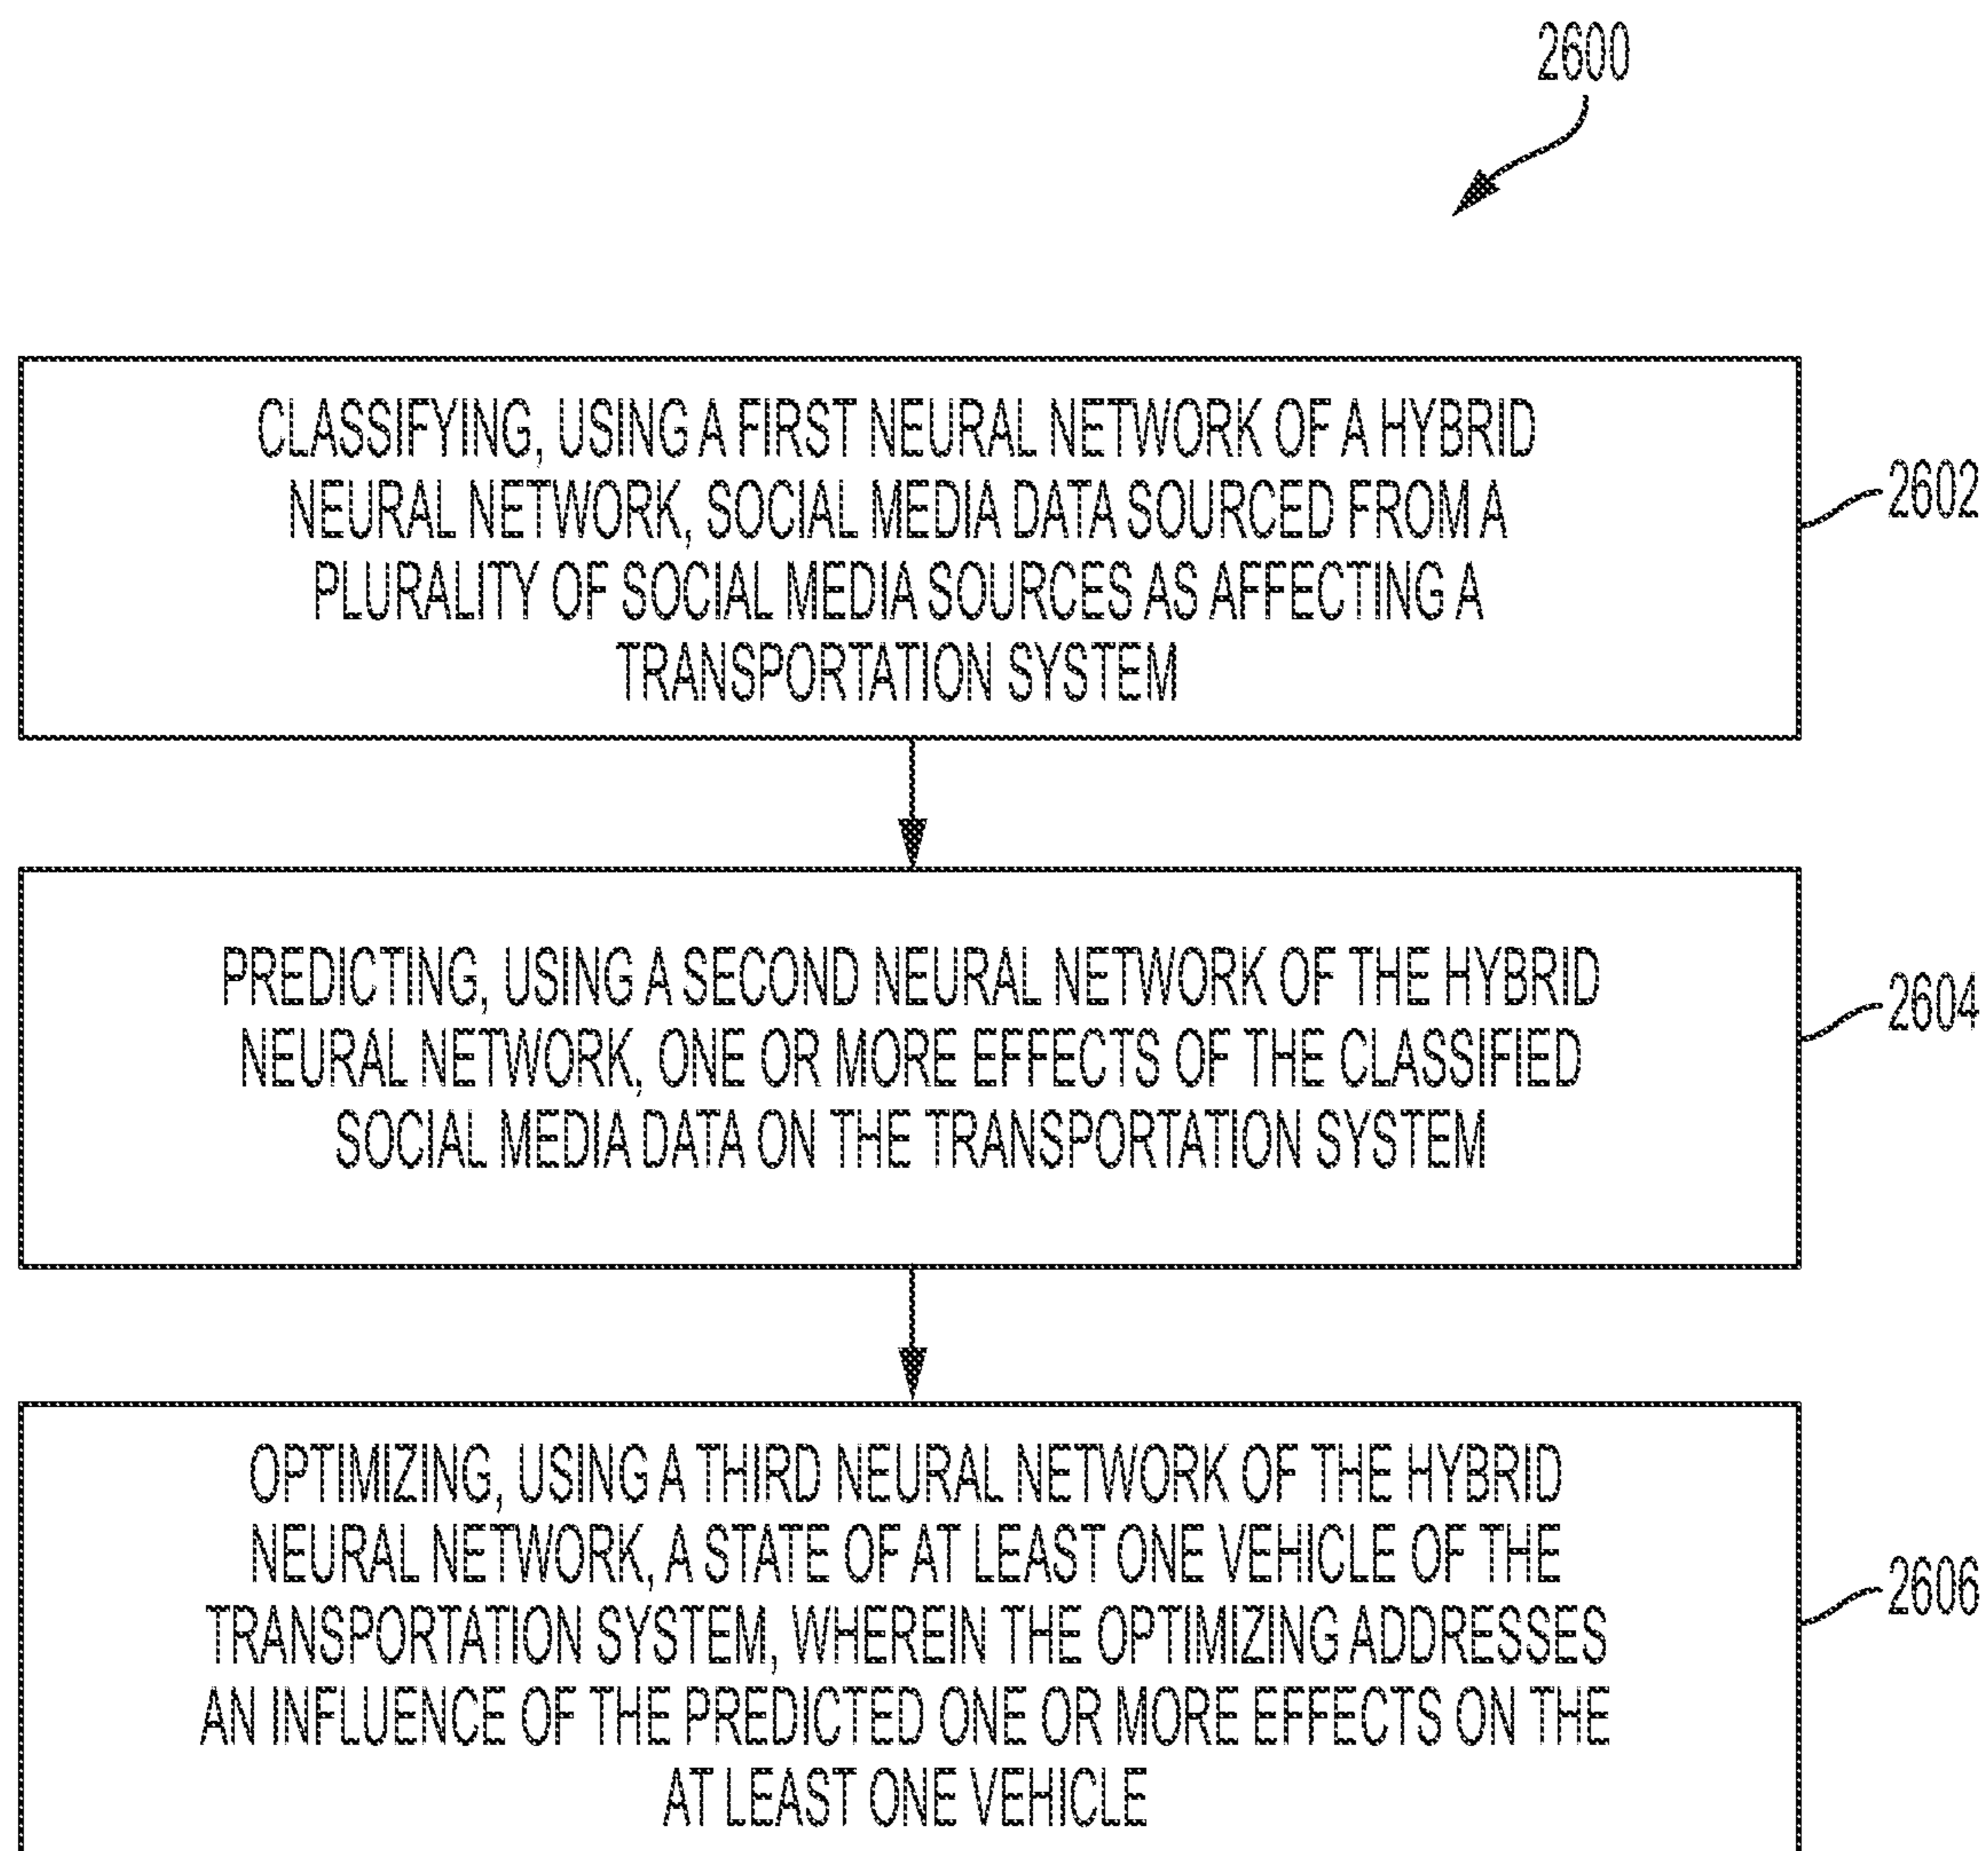 2600
CLASSIFYING, USING A FIRST NEURAL NETWORK OF A HYBRID
NEURAL NETWORK, SOCIAL MEDIA DATA SOURCED FROM A
PLURALITY OF SOCIAL MEDIA SOURCES AS AFFECTING A
TRANSPORTATION SYSTEM
2602
PREDICTING, USING A SECOND NEURAL NETWORK OF THE HYBRID
NEURAL NETWORK, ONE OR MORE EFFECTS OF THE CLASSIFIED
SOCIAL MEDIA DATA ON THE TRANSPORTATION SYSTEM
2604
OPTIMIZING, USING A THIRD NEURAL NETWORK OF THE HYBRID
NEURAL NETWORK, A STATE OF AT LEAST ONE VEHICLE OF THE
TRANSPORTATION SYSTEM, WHEREIN THE OPTIMIZING ADDRESSES
AN INFLUENCE OF THE PREDICTED ONE OR MORE EFFECTS ON THE
AT LEAST ONE VEHICLE
2606